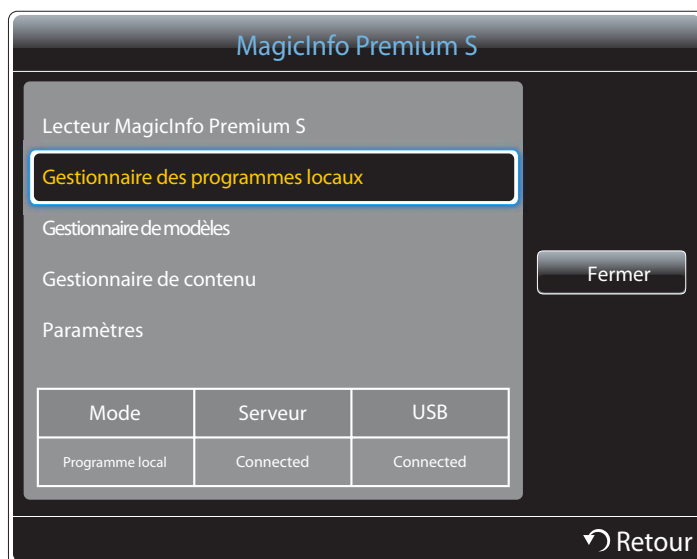 MagicInfo Premium S
Lecteur MagicInfo Premium S
Gestionnaire des programmes locaux
Gestionnaire de modèles
Gestionnaire de contenu
Paramètres
Fermer
Mode Serveur USB
Programme local Connected Connected
Retour